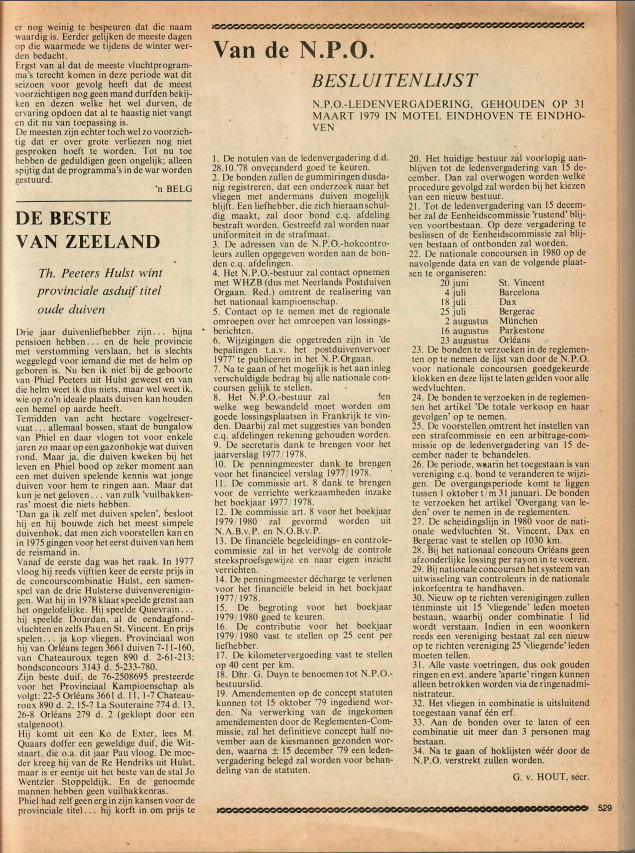 er nog weinig te bespeuren dat die naam
waardig is. Eerder gelijken de meeste dagen
op die waarmede we tijdens de winter wer-
den bedacht.
Ergst van al dat de meeste vluchtprogram-
ma's terecht komen in deze periode wat dit
seizoen voor gevolg heeft dat de meest
voorzichtigen nog geen mand durfden bekij-
ken en dezen welke het wel durven, de
ervaring opdoen dat al te haastig niet vangt
en dit nu van toepassing is.
De meesten zijn echter toch wel zo voorzich-
tig dat er over grote verliezen nog niet
gesproken hoeft te worden. Tot nu toe
hebben de geduldigen geen ongelijk; alleen
spijtig dat de programma's in de war worden
gestuurd.
'n BELG
DE BESTE
VAN ZEELAND
Th. Peeters Hulst wint
provinciale asduif titel
oude duiven
Drie jaar duivenliefhebber zijn... bijna
pensioen hebben... en de hele provincie
met verstomming verslaan, het is slechts
weggelegd voor iemand die met de helm op
geboren is. Nu ben ik niet bij de geboorte
van Phiel Peeters uit Hulst geweest en van
die helm weet ik dus niets, maar wel weet ik,
wie op zo'n ideale plaats duiven kan houden
een hemel op aarde heeft.
Temidden van acht hectare vogelreser-
vaat... allemaal bossen, staat de bungalow
van Phiel en daar vlogen tot voor enkele
jaren zo maar op een gazonhokje wat duiven
rond. Maar ja, die duiven kweken bij het
leven en Phiel bood op zeker moment aan
een met duiven spelende kennis wat jonge
duiven voor hem te ringen aan. Maar dat
kun je net geloven... van zulk 'vuilbakken-
ras' moest die niets hebben.
'Dan ga ik zelf met duiven spelen', besloot
hij en hij bouwde zich het meest simpele
duivenhok, dat men zich voorstellen kan en
in 1975 gingen voor het eerst duiven van hem
de reismand in.
Vanaf de eerste dag was het raak. In 1977
vloog hij reeds vijftien keer de eerste prijs in
de concourscombinatie Hulst, een samen-
spel van de drie Hulsterse duivenverenigin-
gen. Wat hij in 1978 klaar speelde grenst aan
het ongelofelijke. Hij speelde Quievrain...
hij speelde Dourdan, al de eendagfond-
vluchten en zelfs Pau en St. Vincent. En prijs
spelen... ja kop vliegen. Provinciaal won
hij van Orléans tegen 3661 duiven 7-11-160,
van Chateauroux tegen 890 d. 2-61-213;
bondsconcours 3143 d. 5-233-780.
Zijn beste duif, de 76-2508695 presteerde
voor het Provinciaal Kampioenschap als
volgt: 22-5 Orléans 3661 d. 11, 1-7 Chateau-
roux 890 d. 2, 15-7 La Souteraine 774 d. 13,
26-8 Orléans 279 d. 2 (geklopt door een
stalgenoot).
Hij komt uit een Ko de Exter, lees M.
Quaars doffer een geweldige duif, die Wit-
staart, die o.a. dit jaar Pau vloog. De moe-
der kreeg hij van de Re Hendriks uit Hulst,
maar is er eentje uit het beste van de stal Jo
Wentzler Stoppeldijk. En de genoemde
mannen hebben geen vuilbakkenras.
Phiel had zelf geen erg in zijn kansen voor de
provinciale titel... hij korft in om prijs te
Van de N.P.O.
BESLUITENLIJST
N.P.O.-LEDENVERGADERING, GEHOUDEN OP 31
MAART 1979 IN MOTEL EINDHOVEN TE EINDHO-
VEN
1. De notulen van de ledenvergadering d.d.
28.10.'78 onveranderd goed te keuren.
2. De bonden zullen de gummiringen dusda-
nig registreren, dat een onderzoek naar het
vliegen met andermans duiven mogelijk
blijft. Een liefhebber, die zich hieraan schul-
dig maakt, zal door bond c.q. afdeling
bestraft worden. Gestreefd zal worden naar
uniformiteit in de strafmaat.
3. De adressen van de N.P.O.-hokcontro-
leurs zullen opgegeven worden aan de bon-
den c.q. afdelingen.
4. Het N.P.O.-bestuur zal contact opnemen
met WHZB (dus met Neerlands Postduiven
Orgaan. Red.) omtrent de realisering van
het nationaal kampioenschap.
5. Contact op te nemen met de regionale
omroepen over het omroepen van lossings-
berichten.
6. Wijzigingen die opgetreden zijn in 'de
bepalingen t.a.v. het postduivenvervoer
1977' te publiceren in het N.P.Orgaan.
7. Na te gaan of het mogelijk is het aan inleg
verschuldigde bedrag bij alle nationale con-
coursen gelijk te stellen.
8. Het N.P.O.-bestuur zal
welke weg bewandeld moet worden om
goede lossingsplaatsen in Frankrijk te vin-
den. Daarbij zal met suggesties van bonden
c.q. afdelingen rekening gehouden worden.
9. De secretaris dank te brengen voor het
jaarverslag 1977/1978.
10. De penningmeester dank te brengen
voor het financieel verslag 1977/1978.
11. De commissie art. 8 dank te brengen
voor de verrichte werkzaamheden inzake
het boekjaar 1977/1978.
12. De commissie art. 8 voor het boekjaar
1979/1980 zal gevormd worden uit
N.A.B.v.P. en N.O.B.v.P.
13. De financiële begeleidings- en controle-
commissie zal in het vervolg de controle
steeksproefsgewijze en naar eigen inzicht
verrichten.
14. De penningmeester décharge te verlenen
voor het financiële beleid in het boekjaar
1977/1978.
15. De begroting voor het boekjaar
1979/1980 goed te keuren.
16. De contributie voor het boekjaar
1979/1980 vast te stellen op 25 cent per
liefhebber.
17. De kilometervergoeding vast te stellen
op 40 cent per km.
18. Dhr. G. Duyn te benoemen tot N.P.O.-
bestuurslid.
19. Amendementen op de concept statuten
kunnen tot 15 oktober '79 ingediend wor-
den. Na verwerking van de ingekomen
amendementen door de Reglementen-Com-
missie, zal het definitieve concept half
november aan de kiesmannen gezonden wor-
den, waarna ± 15 december '79 een leden-
vergadering belegd zal worden voor behan-
deling van de statuten.
20. Het huidige bestuur zal voorlopig aan-
blijven tot de ledenvergadering van 15 de-
cember. Dan zal overwogen worden welke
procedure gevolgd zal worden bij het kiezen
van een nieuw bestuur.
21. Tot de ledenvergadering van 15 decem-
ber zal de Eenheidscommissie 'rustend' blij-
ven voortbestaan. Op deze vergadering te
beslissen of de Eenheidscommissie zal blij-
ven bestaan of ontbonden zal worden.
22. De nationale concoursen in 1980 op de
navolgende data en van de volgende plaat-
sen te organiseren:
20 juni St. Vincent
4 juli Barcelona
18 juli Dax
25 juli Bergerac
2 augustus München
16 augustus Parkestone
23 augustus Orléans
23. De bonden te verzoeken in de reglemen-
ten op te nemen de lijst van door de N.P.O.
voor nationale concoursen goedgekeurde
klokken en deze lijst te laten gelden voor alle
wedvluchten.
24. De bonden te verzoeken in de reglemen-
ten het artikel 'De totale verkoop en haar
gevolgen' op te nemen.
25. De voorstellen omtrent het instellen van
een strafcommissie en een arbitrage-com-
missie op de ledenvergadering van 15 de-
cember nader te behandelen.
26. De periode, waarin het toegestaan is van
vereniging c.q. bond te veranderen te wijzi-
gen. De overgangsperiode komt te liggen
tussen 1 oktober t/m 31 januari. De bonden
te verzoeken het artikel 'Overgang van le-
den' over te nemen in de reglementen.
27. De scheidingslijn in 1980 voor de natio-
nale wedvluchten St. Vincent, Dax en
Bergerac vast te stellen op 1030 km.
28. Bij het nationaal concours Orléans geen
afzonderlijke lossing per rayon in te voeren.
29. Bij nationale concoursen het systeem van
uitwisseling van controleurs in de nationale
inkorfcentra te handhaven.
30. Nieuw op te richten verenigingen zullen
tenminste uit 15 'vliegende' leden moeten
bestaan, waarbij onder combinatie 1 lid
wordt verstaan. Indien in een woonkern
reeds een vereniging bestaat zal een nieuw
op te richten vereniging 25 'vliegende' leden
moeten tellen.
31. Alle vaste voetringen, dus ook gouden
ringen en evt. andere 'aparte' ringen kunnen
alleen betrokken worden via de ringenadmi-
nistrateur.
32. Het vliegen in combinatie is uitsluitend
toegestaan vanaf één erf.
33. Aan de bonden over te laten of een
combinatie uit meer dan 3 personen mag
bestaan.
34. Na te gaan of hoklijsten wéér door de
N.P.O. verstrekt zullen worden.
G. v. HOUT, secr.
529